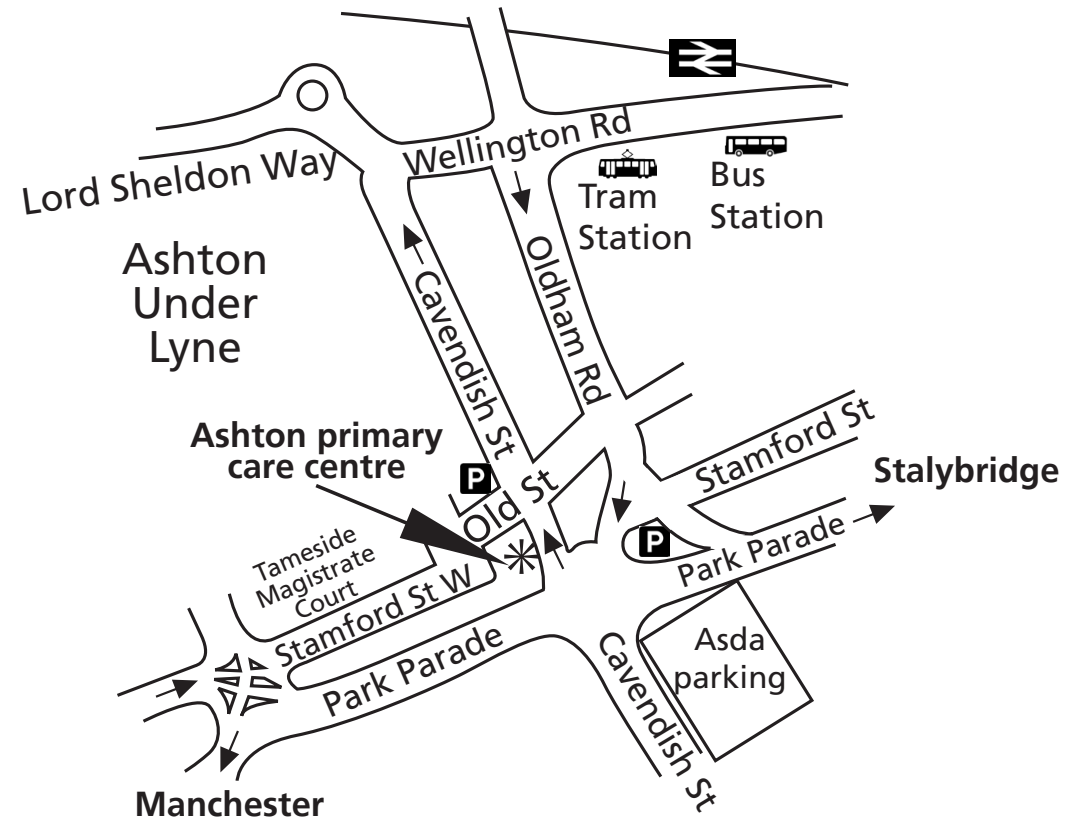 Wellington Rd
Lord Sheldon Way
Tram
Station
Bus
Station
Ashton
Under
Lyne
Oldham Rd
Cavendish St
Ashton primary
care centre
P
Old St
Stamford St
Stalybridge
P
Park Parade
Tameside
Magistrate
Court
Stamford St W
Park Parade
Cavendish St
Asda
parking
Manchester